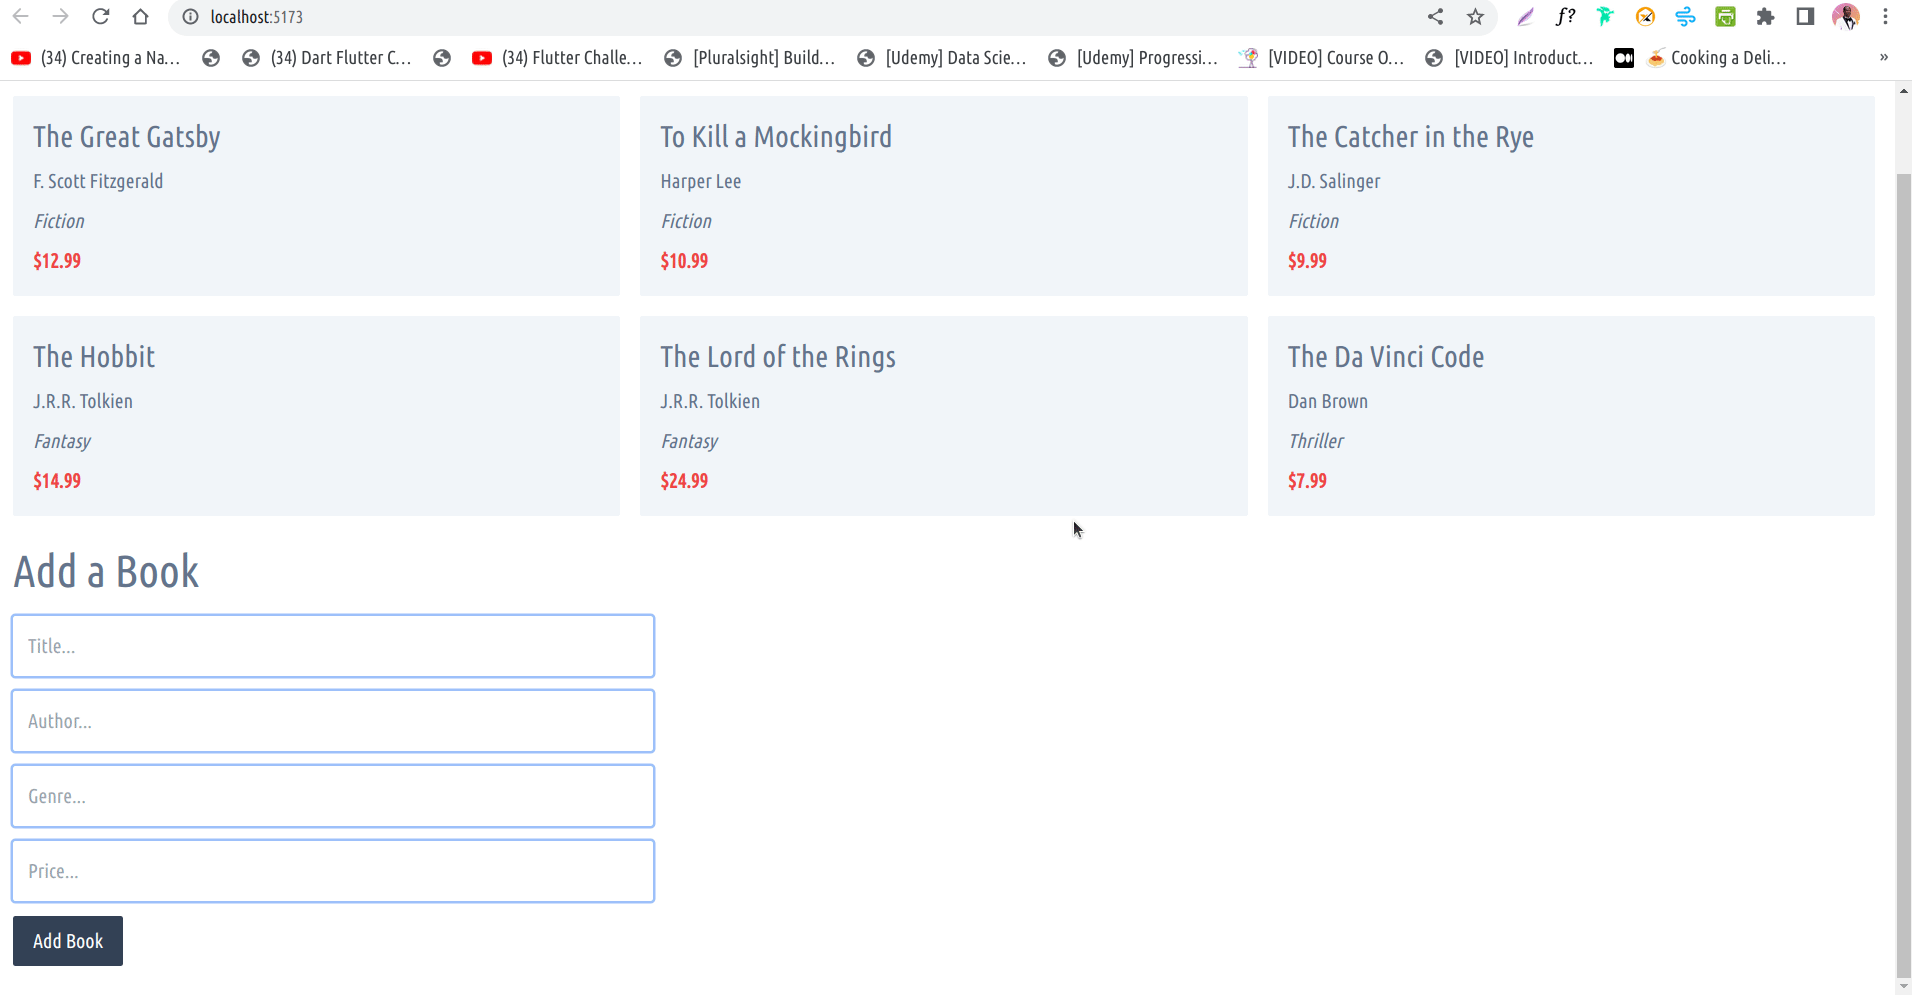 localhost:5173
f?
(34) Creating a Na... (34) Dart Flutter C... (34) Flutter Challe... [Pluralsight] Build... [Udemy] Data Scie... [Udemy] Progressi... [VIDEO] Course O... [VIDEO] Introduct... Cooking a Deli... »
The Great Gatsby
F. Scott Fitzgerald
Fiction
$12.99
To Kill a Mockingbird
Harper Lee
Fiction
$10.99
The Catcher in the Rye
J.D. Salinger
Fiction
$9.99
The Hobbit
J.R.R. Tolkien
Fantasy
$14.99
The Lord of the Rings
J.R.R. Tolkien
Fantasy
$24.99
The Da Vinci Code
Dan Brown
Thriller
$7.99
Add a Book
Title...
Author...
Genre...
Price...
Add Book